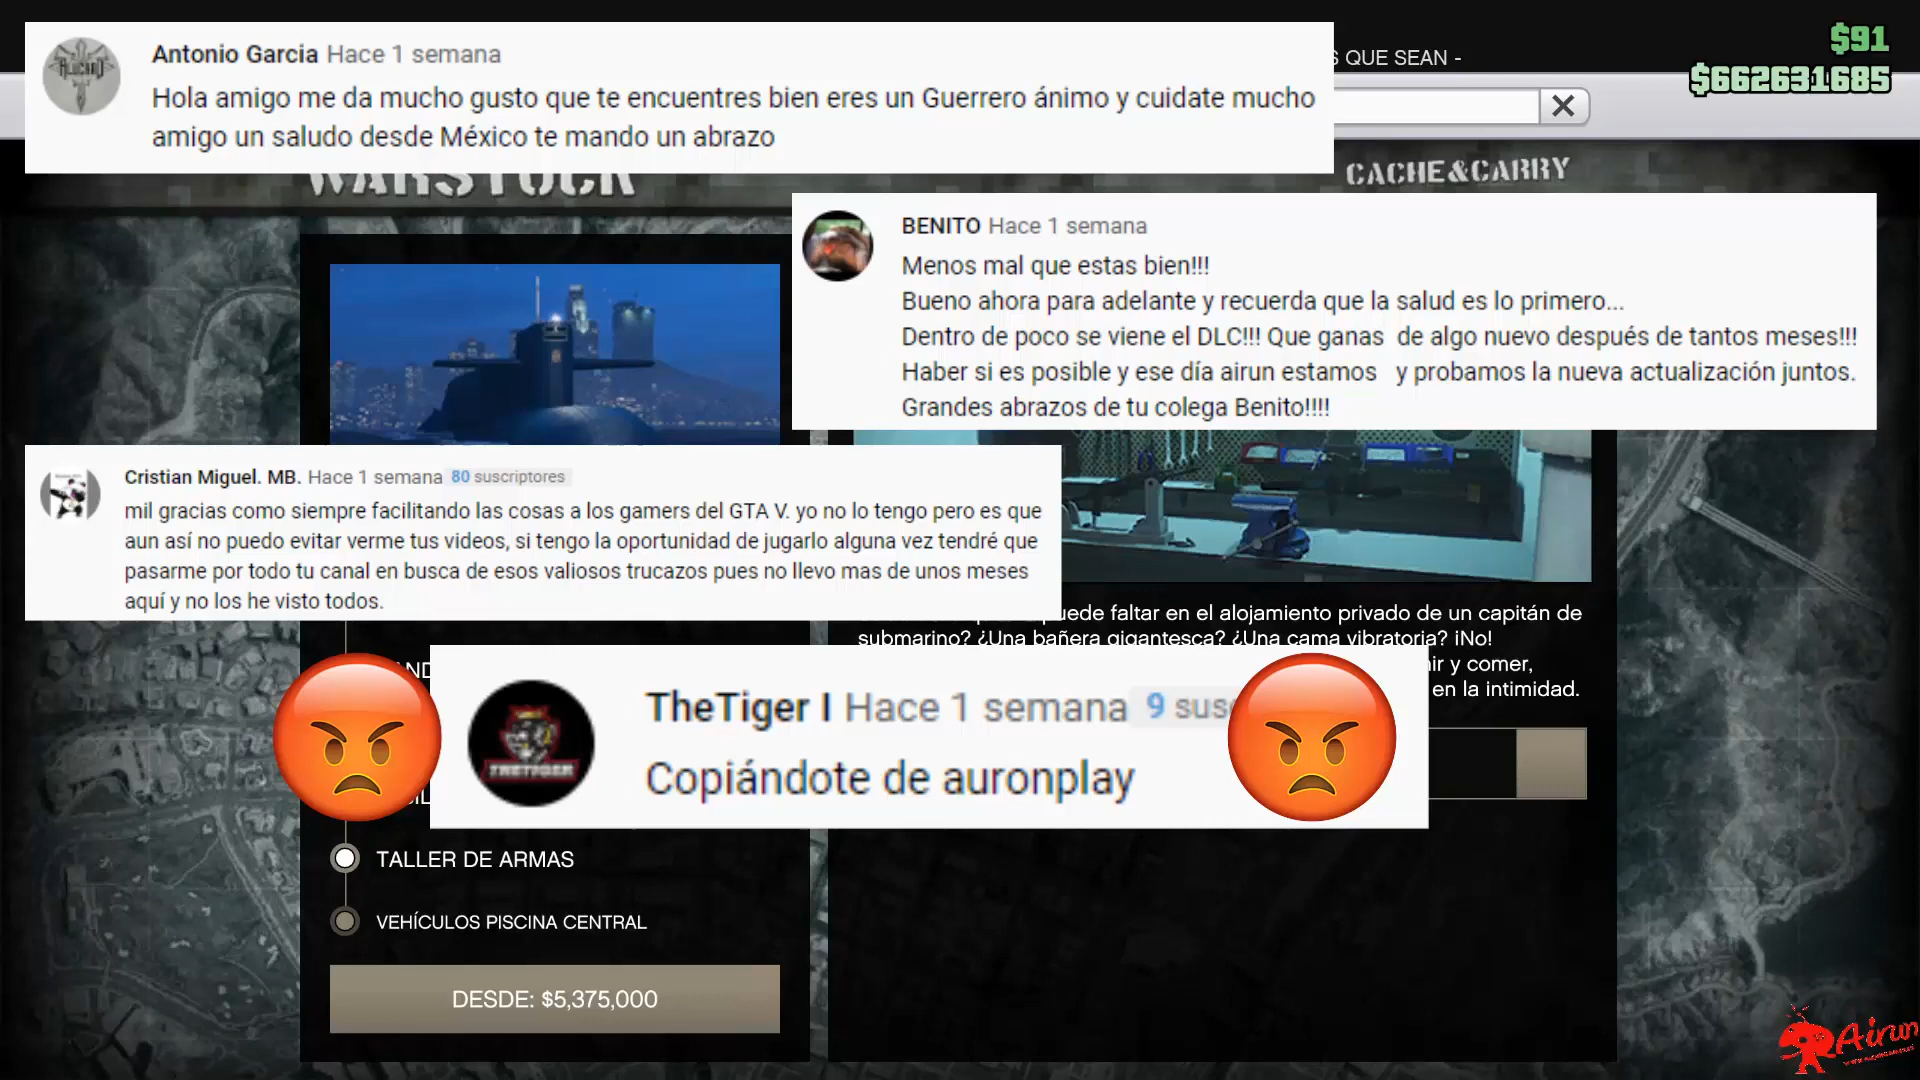 $91
S QUE SEAN -
$662631685
Antonio Garcia Hace 1 semana
Hola amigo me da mucho gusto que te encuentres bien eres un Guerrero ánimo y cuidate mucho
amigo un saludo desde México te mando un abrazo
WARSTOCK
CACHE&CARRY
BENITO Hace 1 semana
Menos mal que estas bien!!!
Bueno ahora para adelante y recuerda que la salud es lo primero...
Dentro de poco se viene el DLC!!! Que ganas de algo nuevo después de tantos meses!!!
Haber si es posible y ese día airun estamos y probamos la nueva actualización juntos.
Grandes abrazos de tu colega Benito!!!!
Cristian Miguel. MB. Hace 1 semana 80 suscriptores
mil gracias como siempre facilitando las cosas a los gamers del GTA V. yo no lo tengo pero es que
aun así no puedo evitar verme tus videos, si tengo la oportunidad de jugarlo alguna vez tendré que
pasarme por todo tu canal en busca de esos valiosos trucazos pues no llevo mas de unos meses
aquí y no los he visto todos.
uede faltar en el alojamiento privado de un capitán de
submarino? ¿Una bañera gigantesca? ¿Una cama vibratoria? ¡No!
ir y comer,
en la intimidad.
TheTiger I Hace 1 semana 9 susc
Copiándote de auronplay
THETIGER
TALLER DE ARMAS
VEHÍCULOS PISCINA CENTRAL
DESDE: $5,375,000
Airun